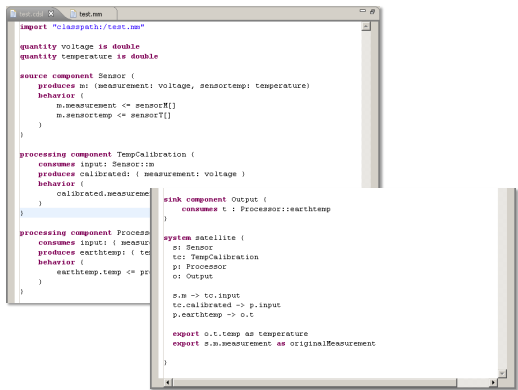 test.cdsl test.mm
import "classpath:/test.mm"
quantity voltage is double
quantity temperature is double
source component Sensor {
produces m: {measurement: voltage, sensortemp: temperature}
behavior {
m.measurement <= sensorM[]
m.sensortemp <= sensorT[]
}
}
processing component TempCalibration {
consumes input: Sensor::m
produces calibrated: { measurement: voltage }
behavior {
calibrated.measurement
}
}
processing component Process
consumes input: { measur
produces earthtemp: { te
behavior {
earthtemp.temp <= pr
}
}
sink component Output {
consumes t : Processor::earthtemp
}
system satellite {
s: Sensor
tc: TempCalibration
p: Processor
o: Output
s.m -> tc.input
tc.calibrated -> p.input
p.earthtemp -> o.t
export o.t.temp as temperature
export s.m.measurement as originalMeasurement
}